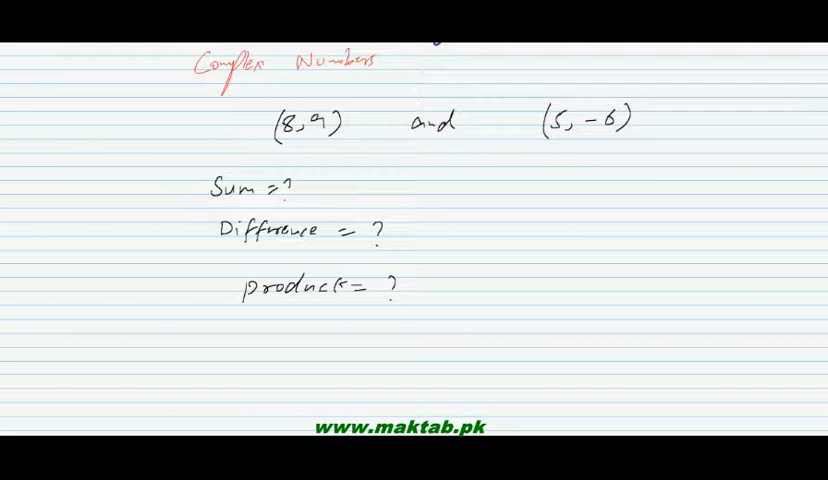 Complex Numbers
(8,9) and (5,-6)
Sum =?
Difference = ?
product = ?
www.maktab.pk